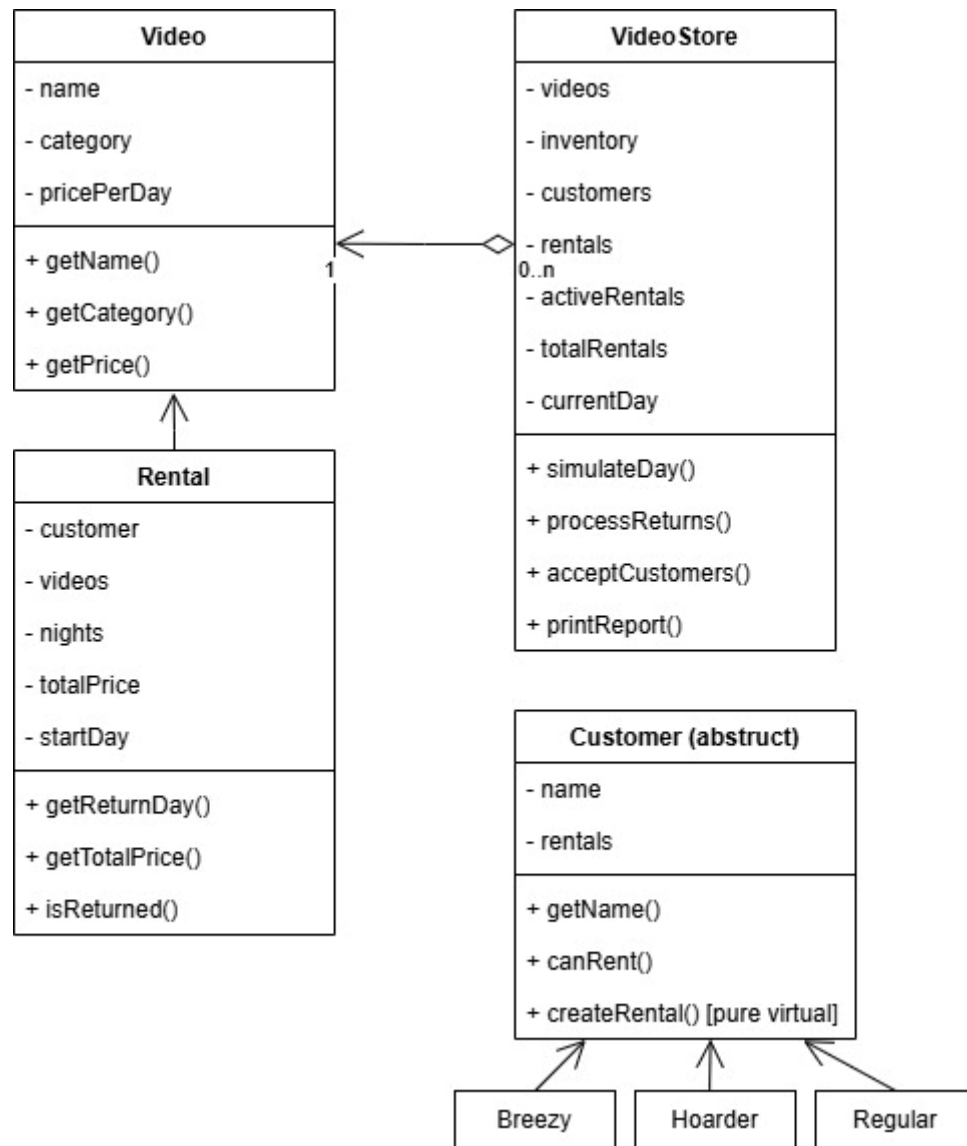 Video
- name
- category
- pricePerDay
+ getName()
+ getCategory()
+ getPrice()
1
Video Store
- videos
- inventory
- customers
- rentals
0..n
- activeRentals
- totalRentals
- currentDay
+ simulateDay()
+ processReturns()
+ acceptCustomers()
+ printReport()
Rental
- customer
- videos
- nights
- totalPrice
- startDay
+ getReturnDay()
+ getTotalPrice()
+ isReturned()
Customer (abstruct)
- name
- rentals
+ getName()
+ canRent()
+ createRental() [pure virtual]
Breezy
Hoarder
Regular